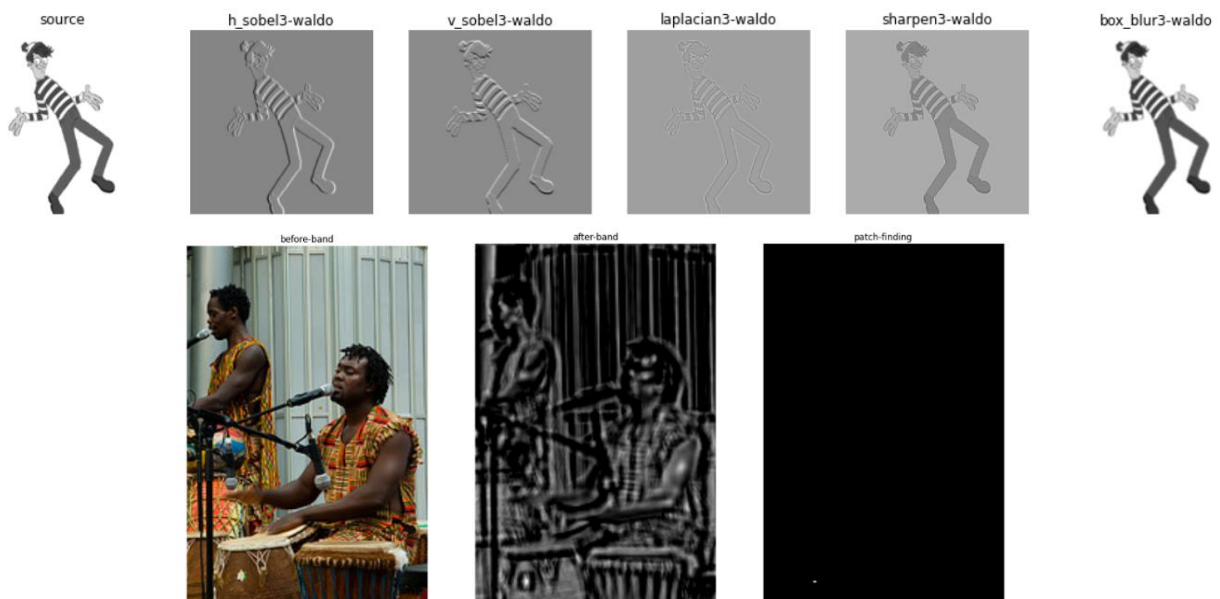 source
h_sobel3-waldo
v_sobel3-waldo
laplacian3-waldo
sharpen3-waldo
box_blur3-waldo
before-band
after-band
patch-finding